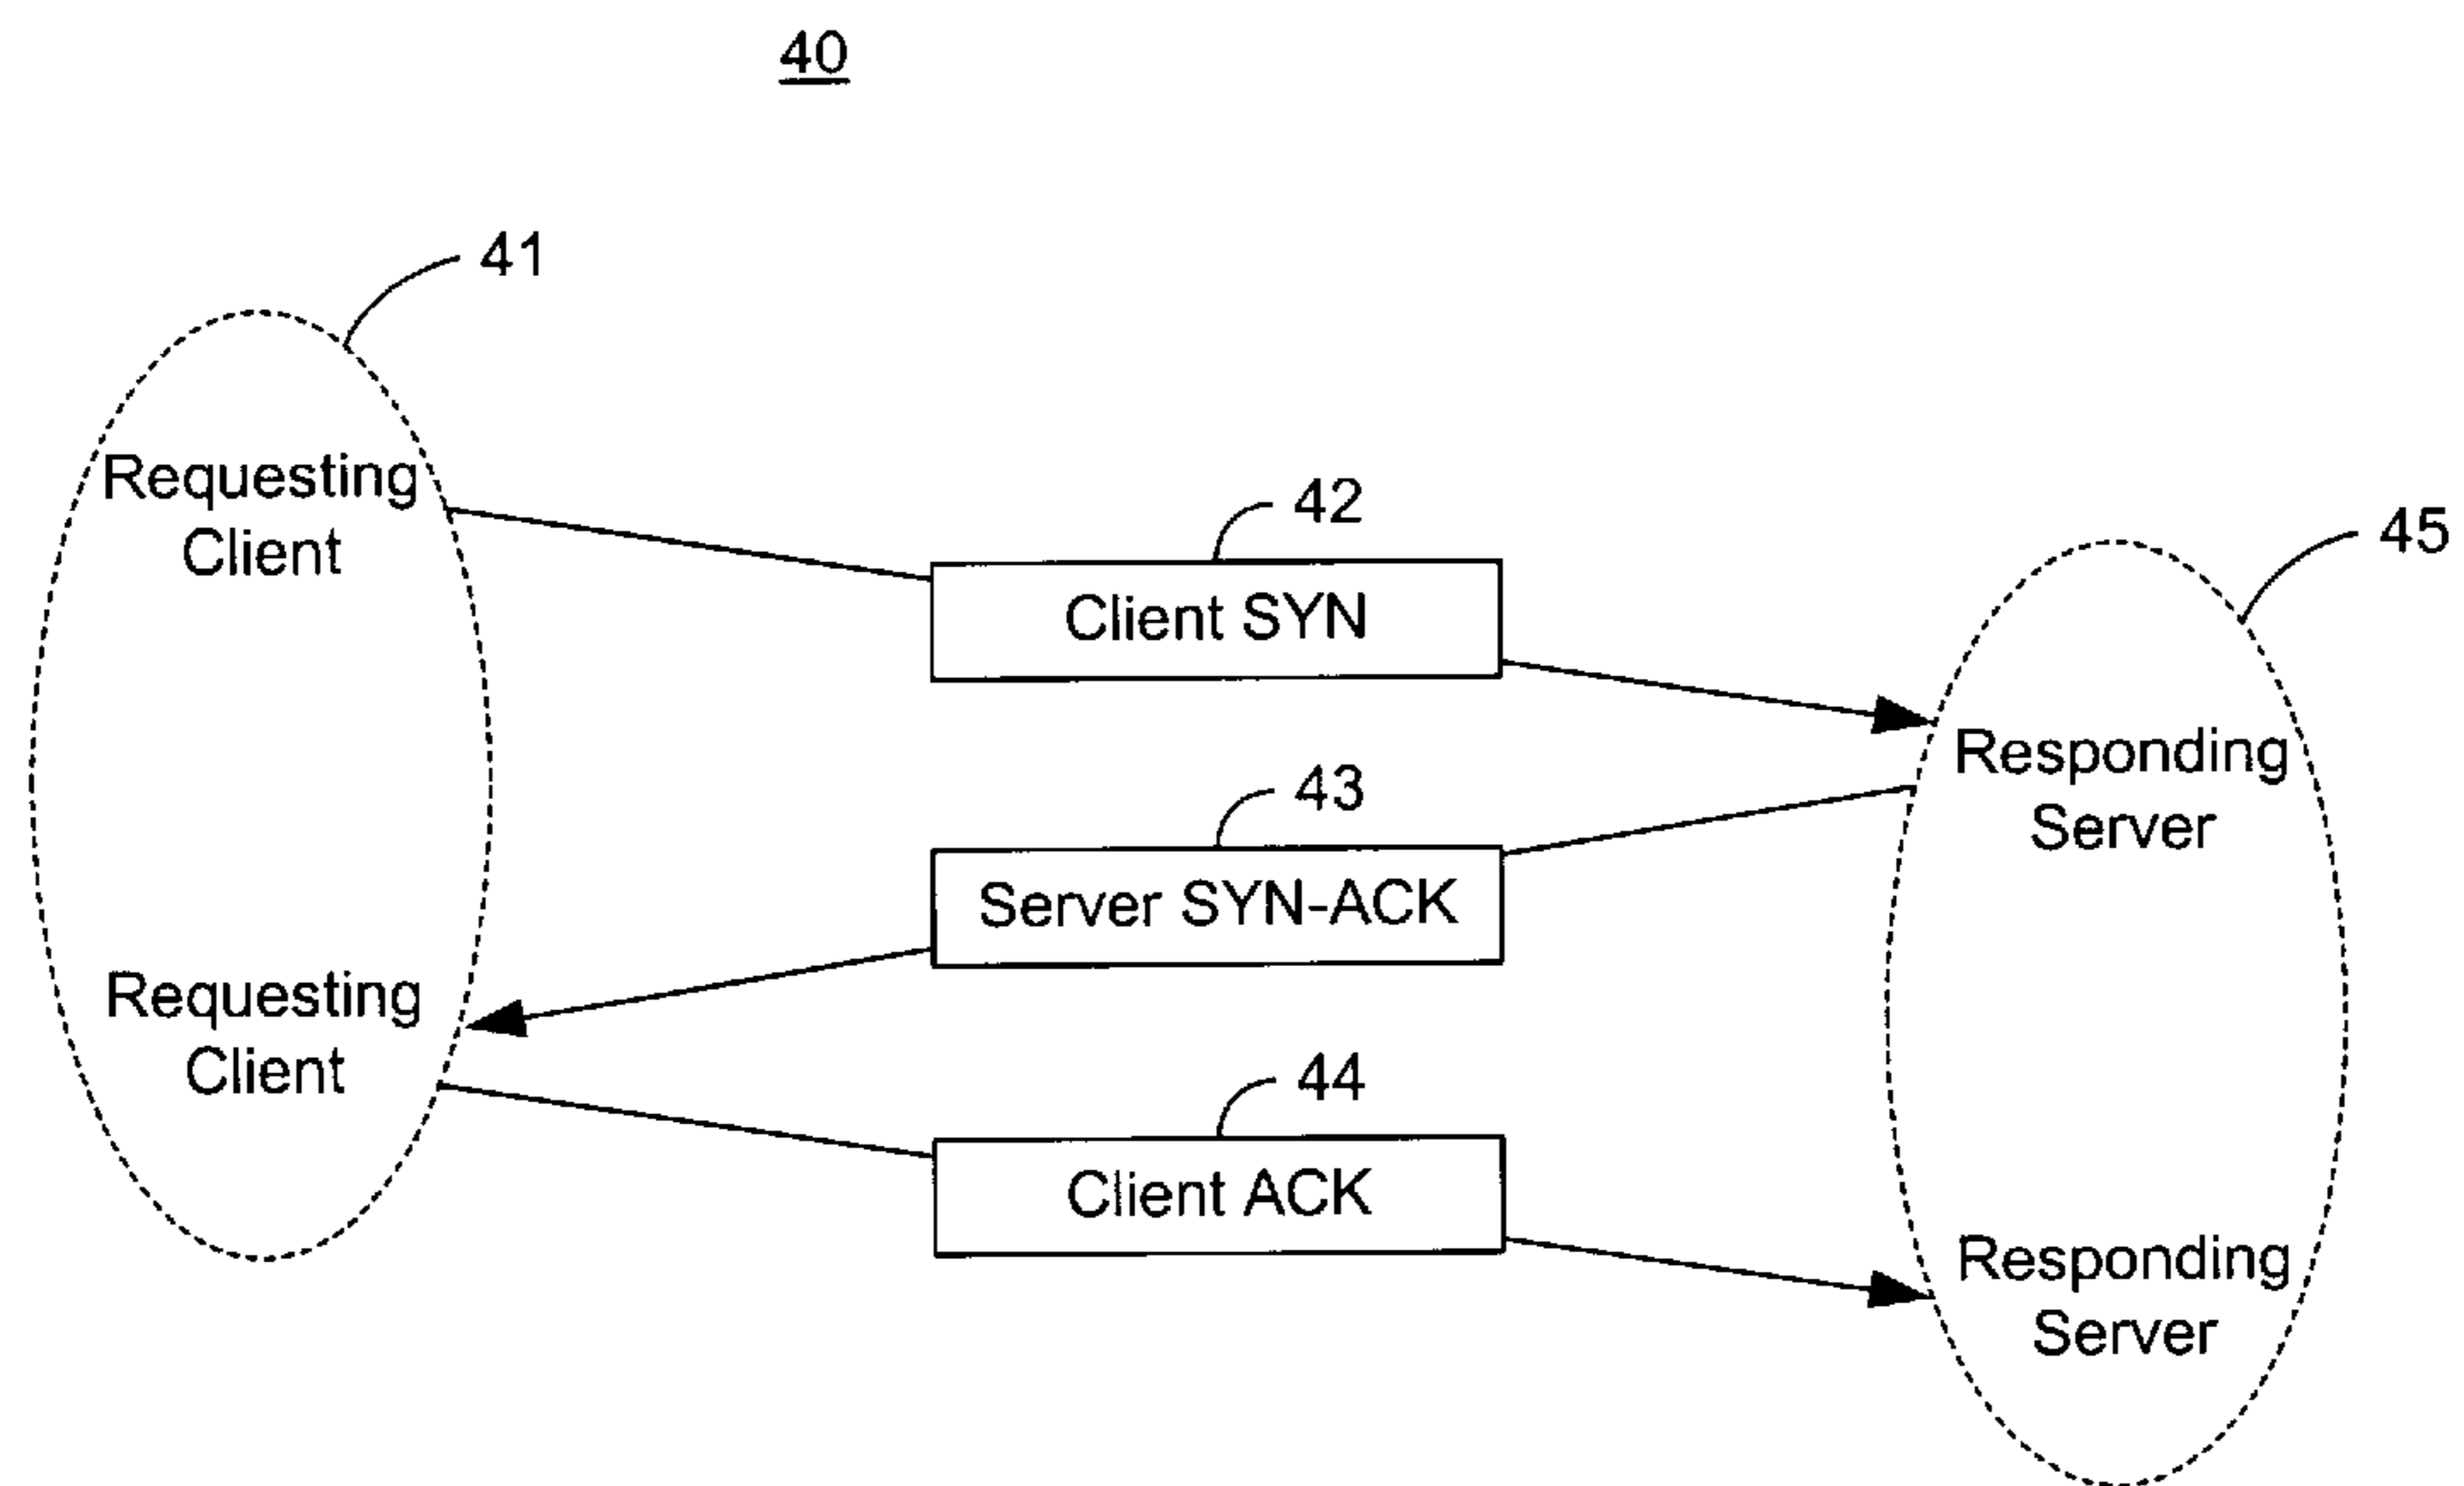 40
41
Requesting
Client
42
Client SYN
45
Responding
Server
43
Server SYN-ACK
Requesting
Client
44
Client ACK
Responding
Server